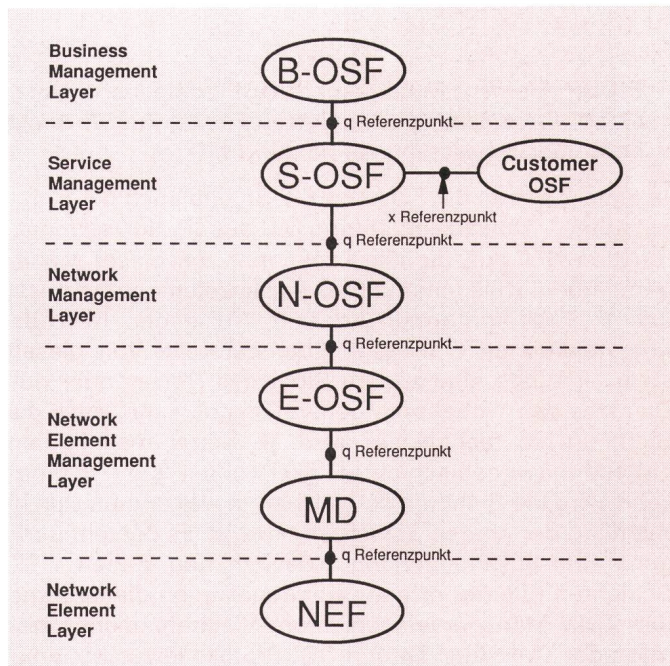 Business
Management
Layer
B-OSF
q Referenzpunkt
Service
Management
Layer
S-OSF
Customer
OSF
x Referenzpunkt
q Referenzpunkt
Network
Management
Layer
N-OSF
q Referenzpunkt
E-OSF
Network
Element
Management
Layer
q Referenzpunkt
MD
q Referenzpunkt
Network
Element
Layer
NEF